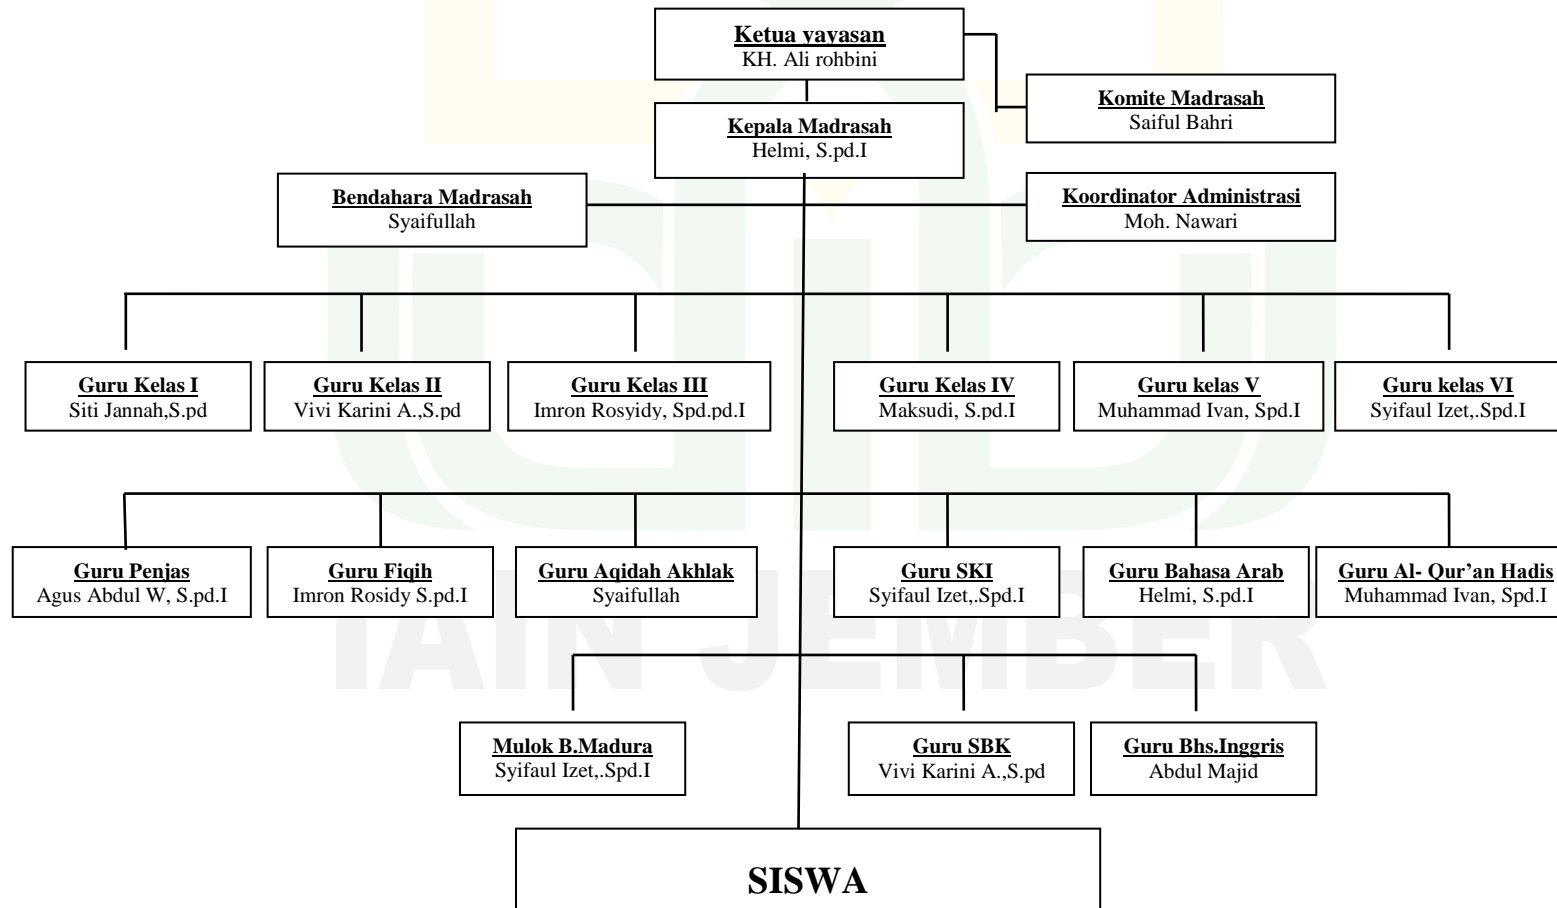 Ketua yayasan
KH. Ali rohbini
Komite Madrasah
Saiful Bahri
Kepala Madrasah
Helmi, S.pd.I
Bendahara Madrasah
Syaifullah
Koordinator Administrasi
Moh. Nawari
Guru Kelas I
Siti Jannah,S.pd
Guru Kelas II
Vivi Karini A.,S.pd
Guru Kelas III
Imron Rosyidy, Spd.pd.I
Guru Kelas IV
Maksudi, S.pd.I
Guru kelas V
Muhammad Ivan, Spd.I
Guru kelas VI
Syifaul Izet,.Spd.I
Guru Penjas
Agus Abdul W, S.pd.I
Guru Fiqih
Imron Rosidy S.pd.I
Guru Aqidah Akhlak
Syaifullah
Guru SKI
Syifaul Izet,.Spd.I
Guru Bahasa Arab
Helmi, S.pd.I
Guru Al- Qur’an Hadis
Muhammad Ivan, Spd.I
IAIN JEMBER
Mulok B.Madura
Syifaul Izet,.Spd.I
Guru SBK
Vivi Karini A.,S.pd
Guru Bhs.Inggris
Abdul Majid
SISWA